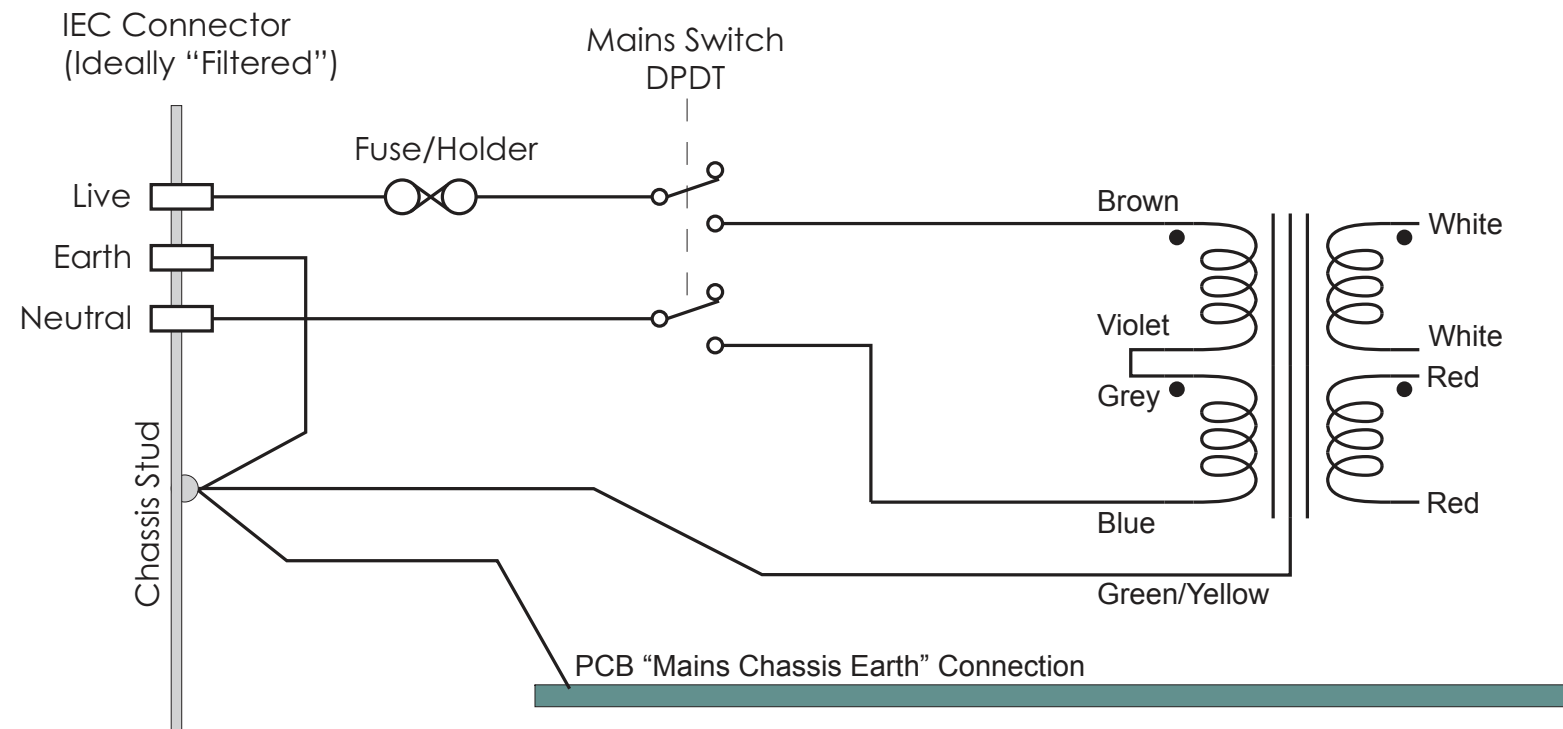 IEC Connector
(Ideally “Filtered”)
Mains Switch
DPDT
Fuse/Holder
Live
Earth
Neutral
Brown
White
Violet
White
Grey
Red
Blue
Red
Chassis Stud
Green/Yellow
PCB “Mains Chassis Earth” Connection